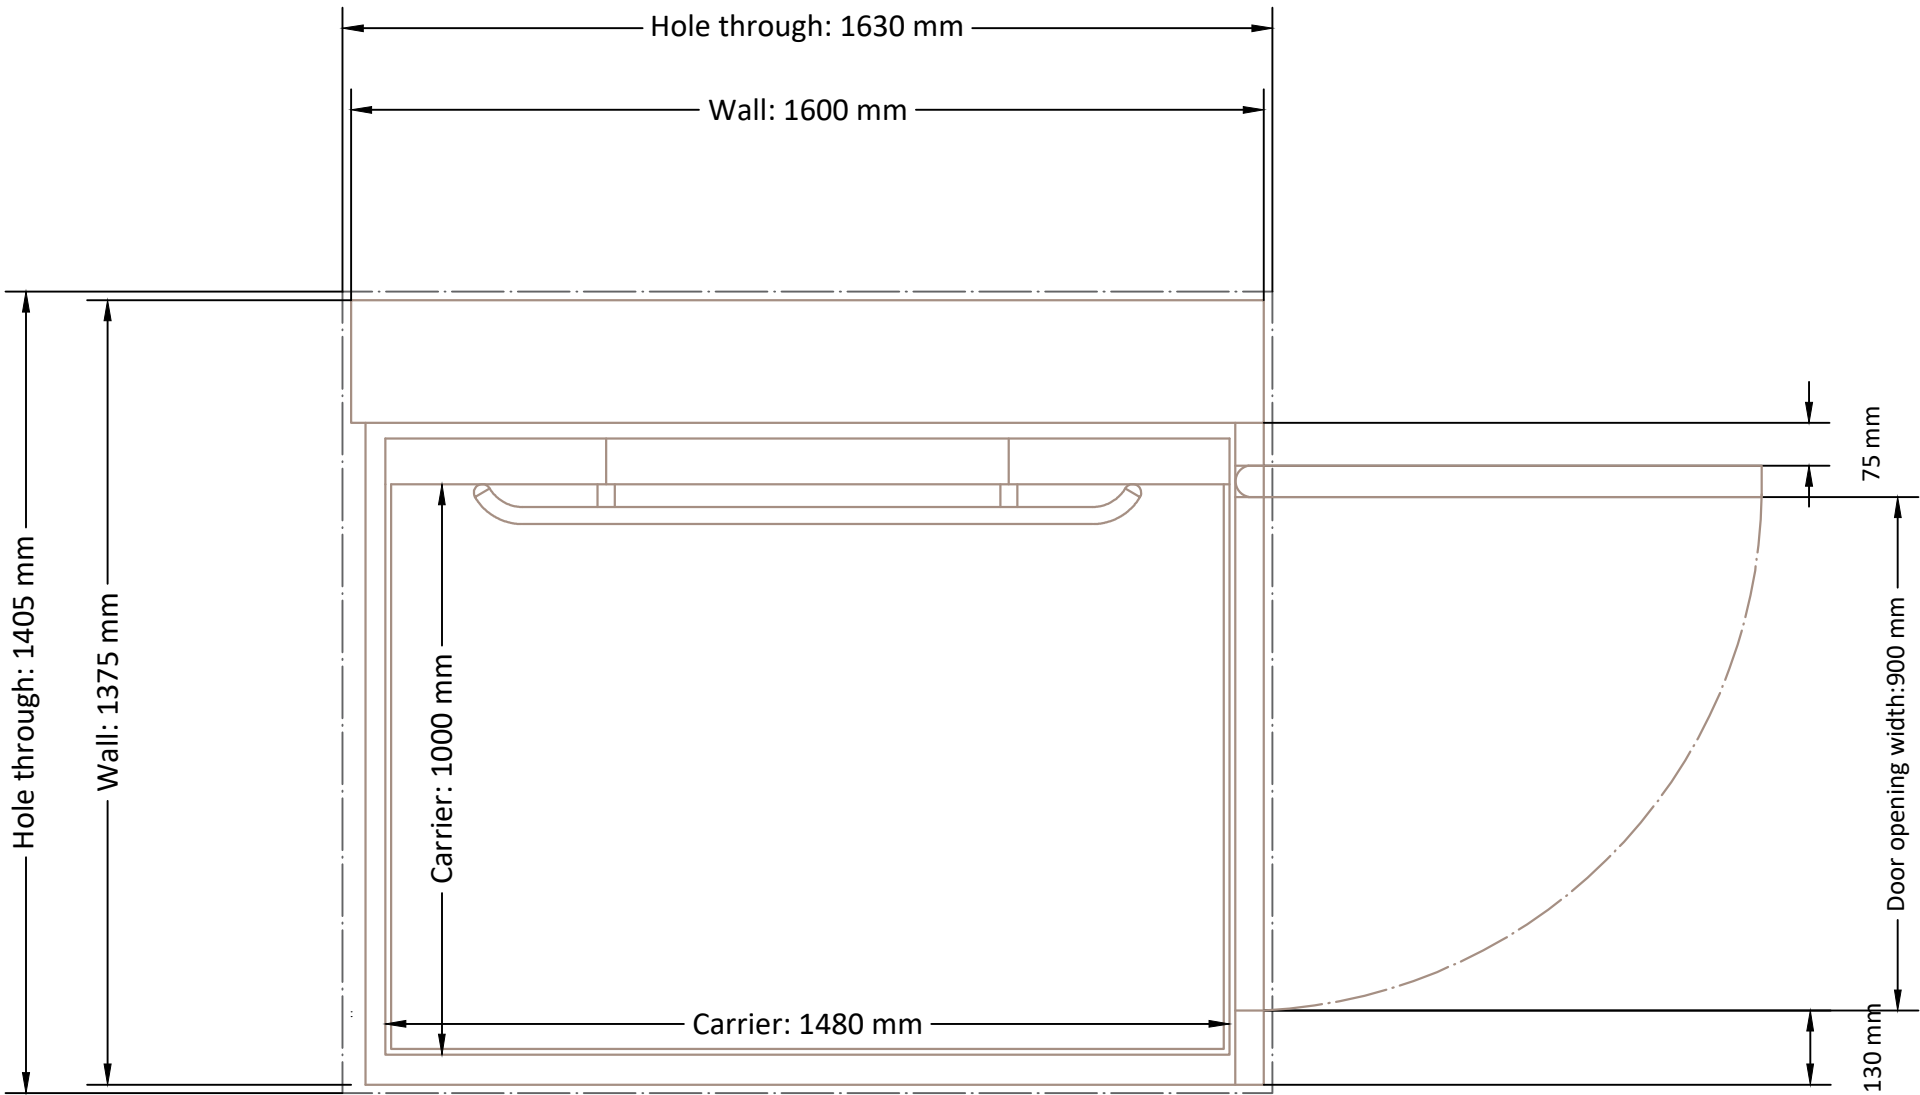 Hole through: 1630 mm
Wall: 1600 mm
Hole through: 1405 mm
Wall: 1375 mm
Carrier: 1000 mm
Carrier: 1480 mm
75 mm
Door opening width:900 mm
130 mm